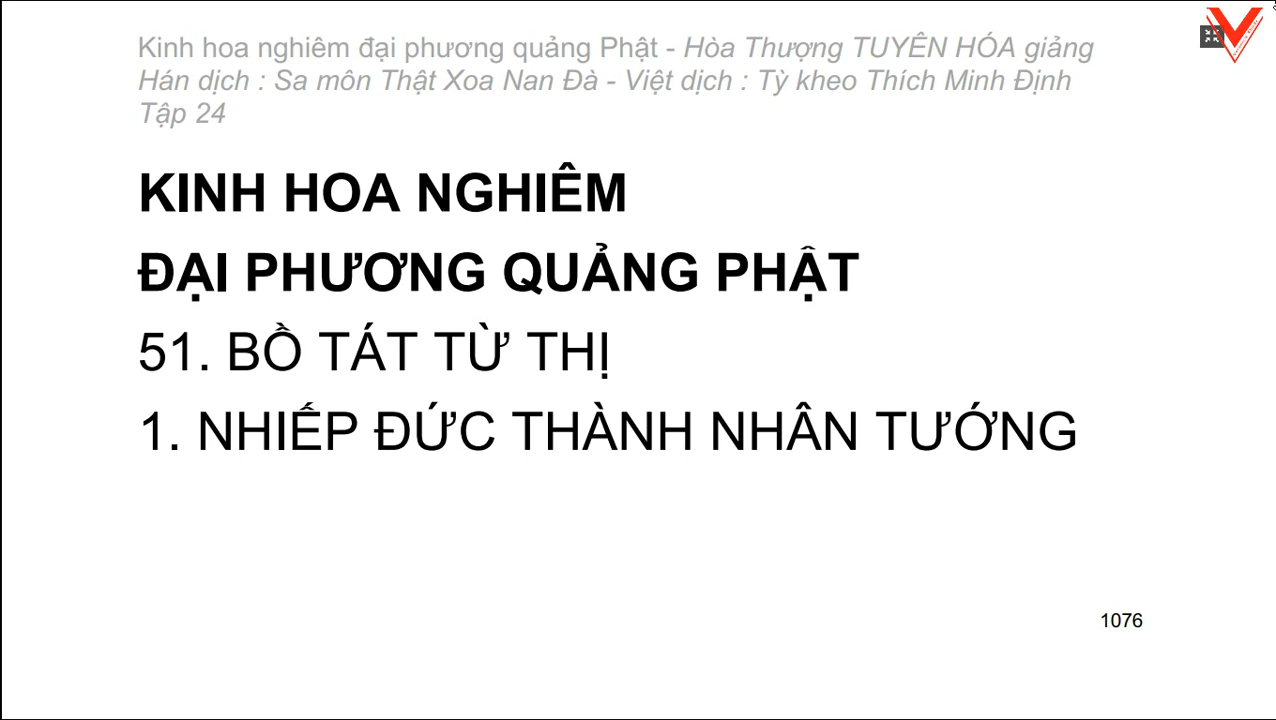 Kinh hoa nghiêm đại phương quảng Phật - Hòa Thượng TUYÊN HÓA giảng
Hán dịch : Sa môn Thật Xoa Nan Đà - Việt dịch : Tỳ kheo Thích Minh Định
Tập 24
KINH HOA NGHIÊM
ĐẠI PHƯƠNG QUẢNG PHẬT
51. BỒ TÁT TỪ THỊ
1. NHIẾP ĐỨC THÀNH NHÂN TƯỚNG
1076